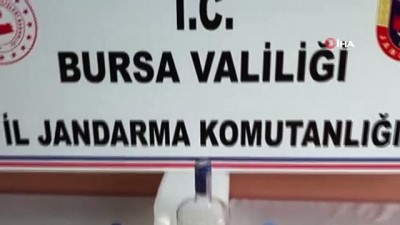 T.C.
BURSA VALİLİĞİ
İHA
İL JANDARMA KOMUTANLIĞI